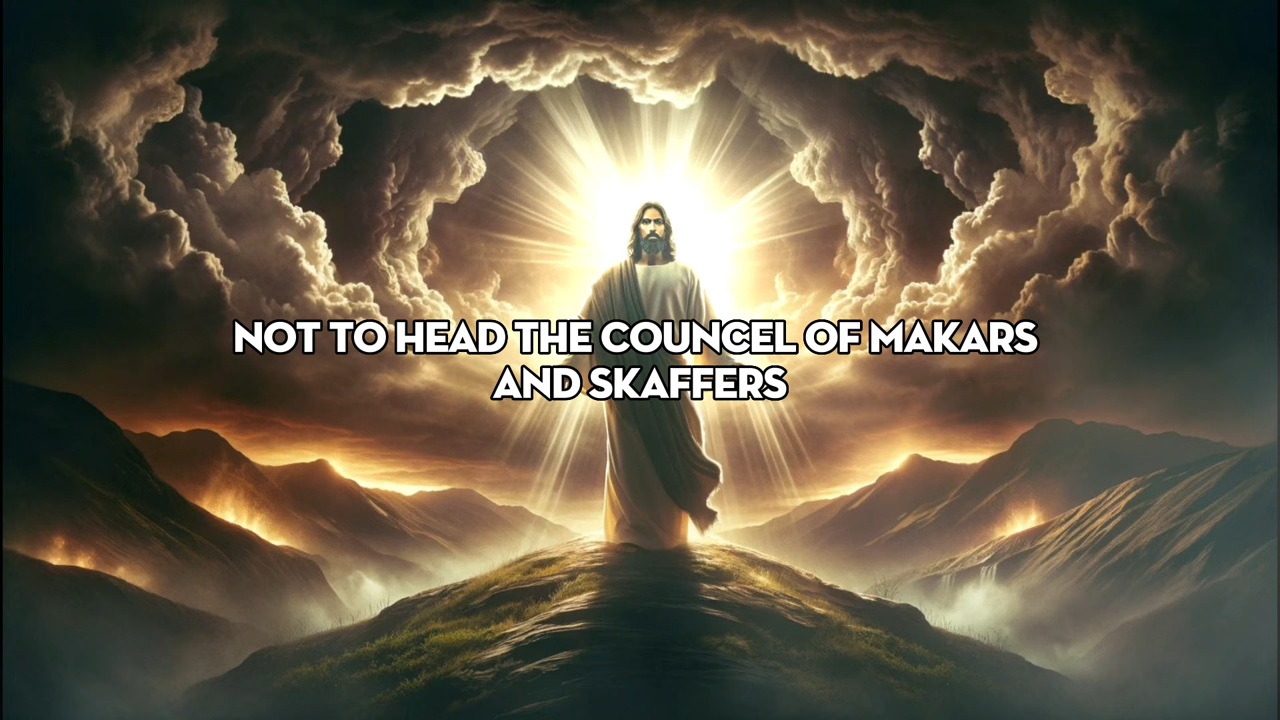 NOT TO HEAD THE COUNCEL OF MAKARS
AND SKAFFERS